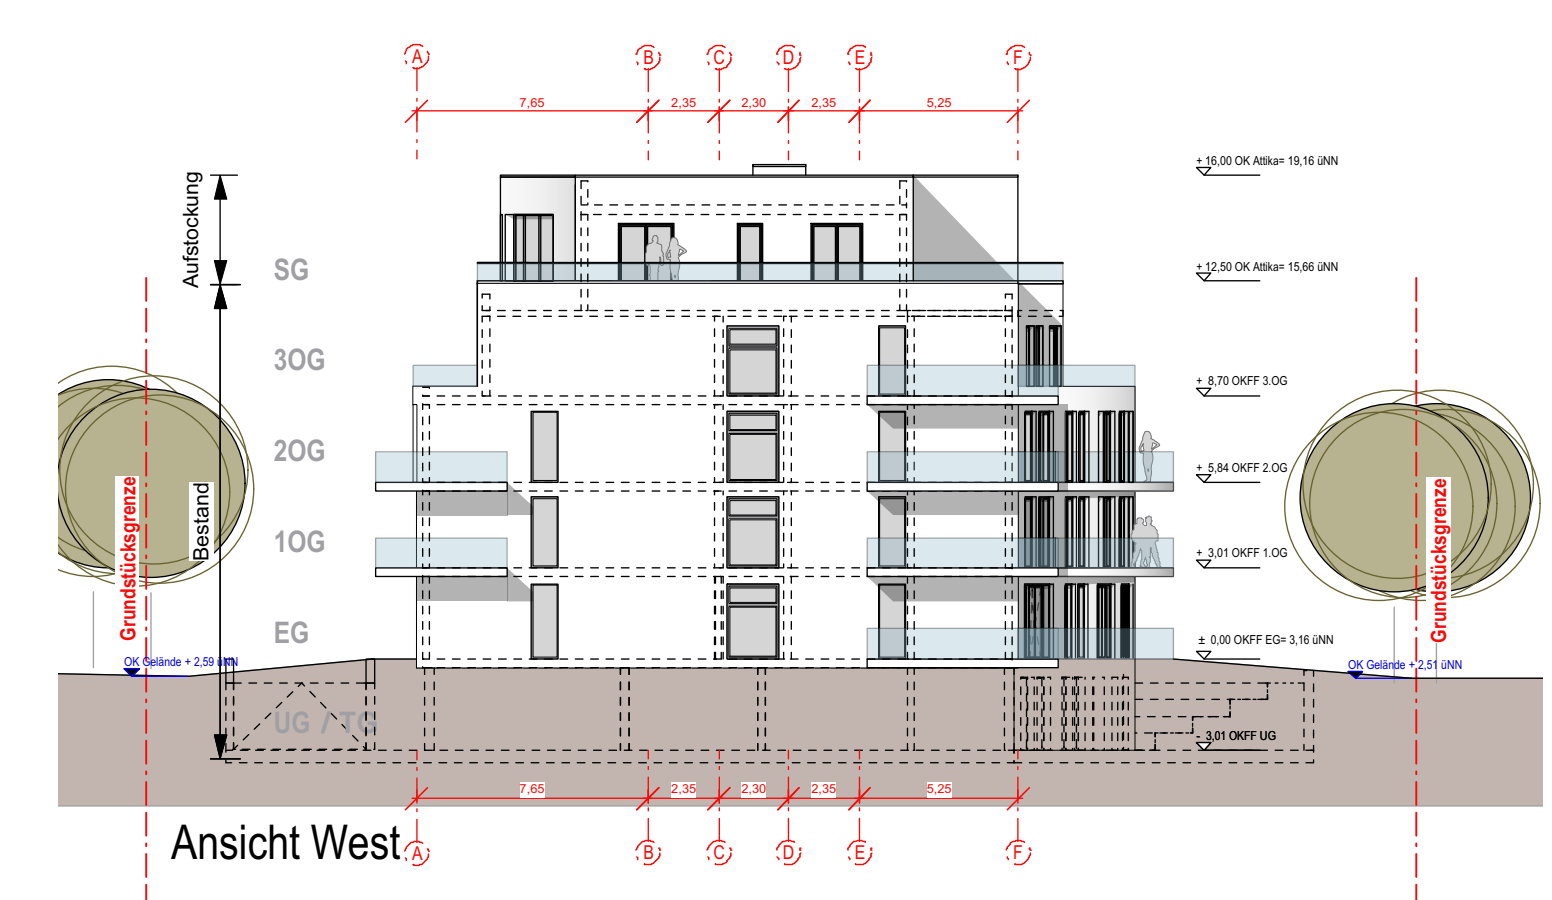 A B C D E F
7,65 2,35 2,30 2,35 5,25
+ 16,00 OK Attika= 19,16 üNN
Aufstockung
SG
+ 12,50 OK Attika= 15,66 üNN
3OG
+ 8,70 OKFF 3.OG
2OG
+ 5,84 OKFF 2.OG
Grundstücksgrenze
Bestand
Grundstücksgrenze
1OG
+ 3,01 OKFF 1.OG
EG
± 0,00 OKFF EG= 3,16 üNN
OK Gelände + 2,59 üNN
OK Gelände + 2,51 üNN
UG / TG
- 3,01 OKFF UG
7,65 2,35 2,30 2,35 5,25
Ansicht West
A B C D E F